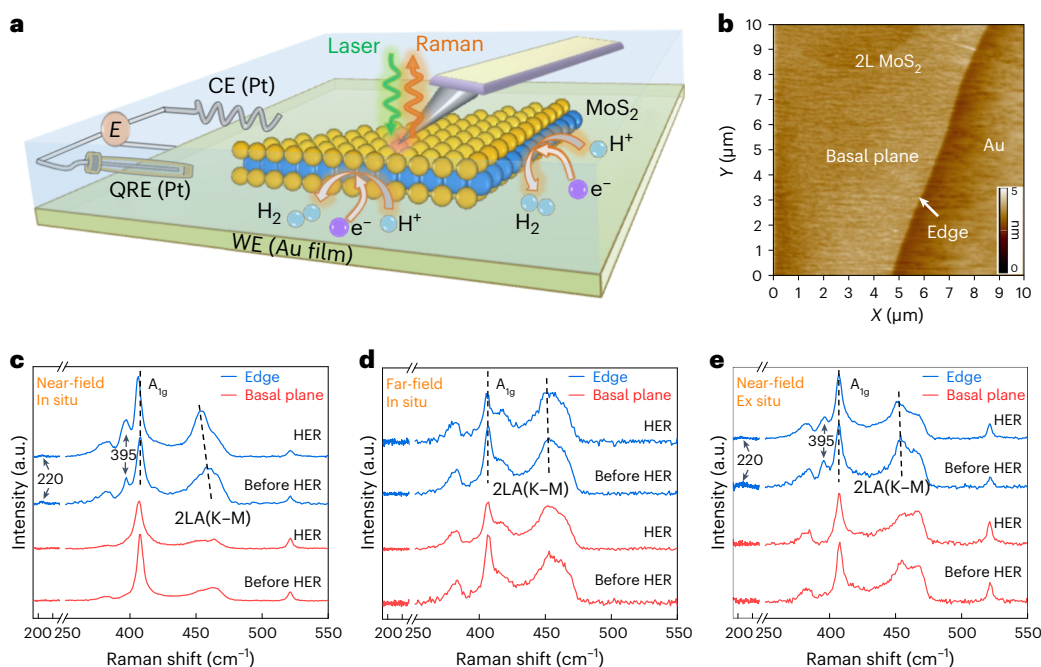 a
Laser
Raman
CE (Pt)
MoS2
E
H+
QRE (Pt)
H2
e−
H+
H2
e−
WE (Au film)
b
10
9
8
7
6
5
4
3
2
1
0
Y (μm)
2L MoS2
Basal plane
Au
Edge
5
nm
0
0 1 2 3 4 5 6 7 8 9 10
X (μm)
c
Near-field
In situ
A1g
Edge
Basal plane
HER
395
220
Before HER
2LA(K–M)
HER
Before HER
Intensity (a.u.)
200 250 400 450 500 550
Raman shift (cm−1)
d
Far-field
In situ
A1g
Edge
Basal plane
HER
Before HER
2LA(K–M)
HER
Before HER
Intensity (a.u.)
200 250 400 450 500 550
Raman shift (cm−1)
e
Near-field
Ex situ
A1g
Edge
Basal plane
HER
395
220
Before HER
2LA(K–M)
HER
Before HER
Intensity (a.u.)
200 250 400 450 500 550
Raman shift (cm−1)